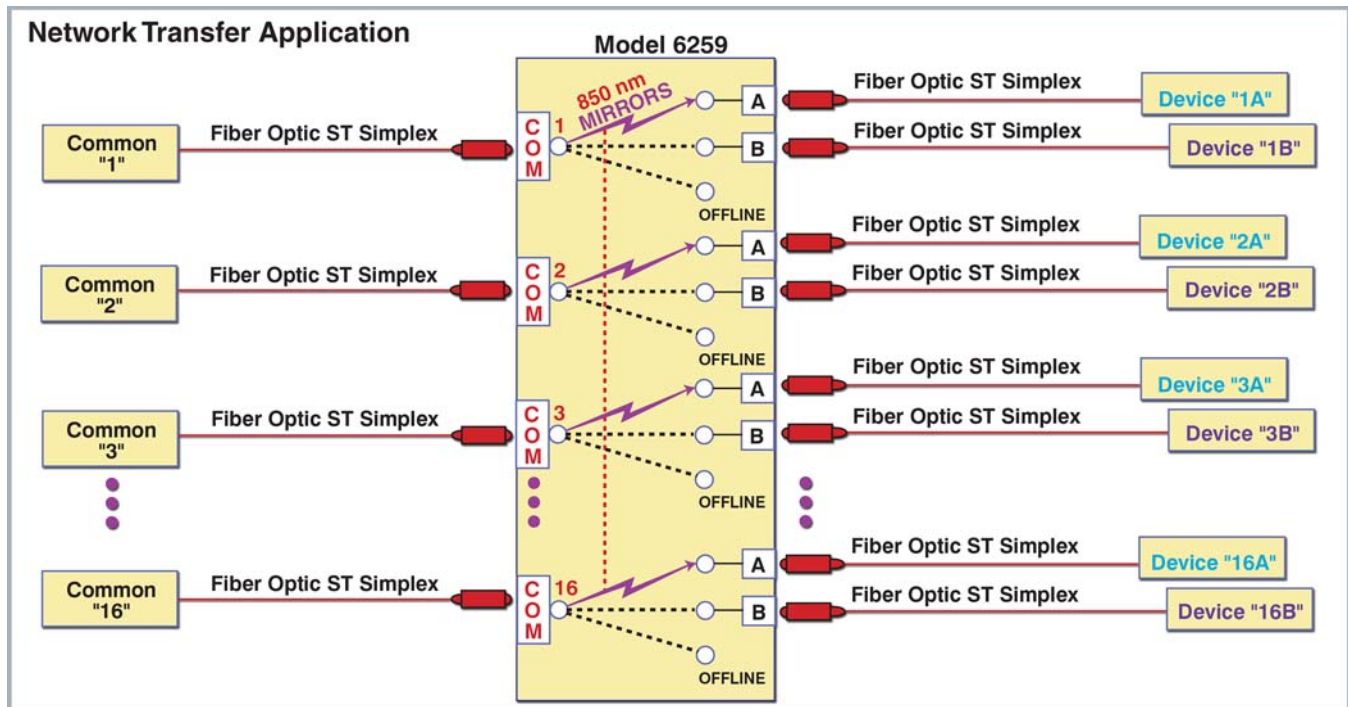 Network Transfer Application
Model 6259
850 nm
MIRRORS
Common
"1"
Fiber Optic ST Simplex
COM
1
A
B
OFFLINE
Fiber Optic ST Simplex
Device "1A"
Fiber Optic ST Simplex
Device "1B"
Common
"2"
Fiber Optic ST Simplex
COM
2
A
B
OFFLINE
Fiber Optic ST Simplex
Device "2A"
Fiber Optic ST Simplex
Device "2B"
Common
"3"
Fiber Optic ST Simplex
COM
3
A
B
OFFLINE
Fiber Optic ST Simplex
Device "3A"
Fiber Optic ST Simplex
Device "3B"
Common
"16"
Fiber Optic ST Simplex
COM
16
A
B
OFFLINE
Fiber Optic ST Simplex
Device "16A"
Fiber Optic ST Simplex
Device "16B"